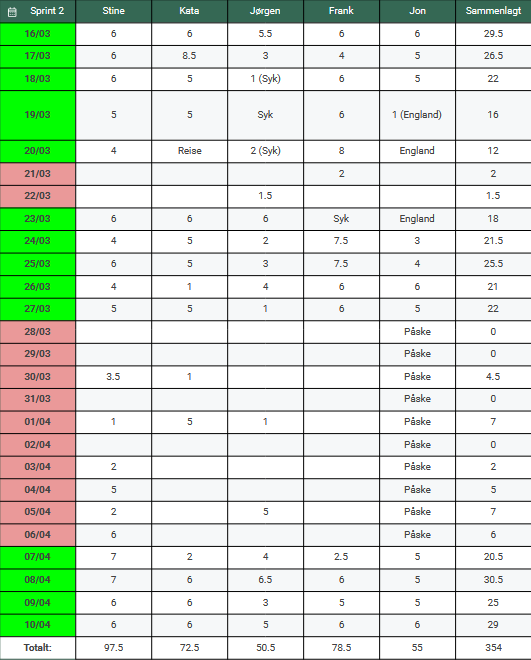 Sprint 2 Stine Kata Jørgen Frank Jon Sammenlagt
16/03 6 6 5.5 6 6 29.5
17/03 6 8.5 3 4 5 26.5
18/03 6 5 1 (Syk) 6 5 22
19/03 5 5 Syk 6 1 (England) 16
20/03 4 Reise 2 (Syk) 8 England 12
21/03 2 2
22/03 1.5 1.5
23/03 6 6 6 Syk England 18
24/03 4 5 2 7.5 3 21.5
25/03 6 5 3 7.5 4 25.5
26/03 4 1 4 6 6 21
27/03 5 5 1 6 5 22
28/03 Påske 0
29/03 Påske 0
30/03 3.5 1 Påske 4.5
31/03 Påske 0
01/04 1 5 1 Påske 7
02/04 Påske 0
03/04 2 Påske 2
04/04 5 Påske 5
05/04 2 5 Påske 7
06/04 6 Påske 6
07/04 7 2 4 2.5 5 20.5
08/04 7 6 6.5 6 5 30.5
09/04 6 6 3 5 5 25
10/04 6 6 5 6 6 29
Totalt: 97.5 72.5 50.5 78.5 55 354